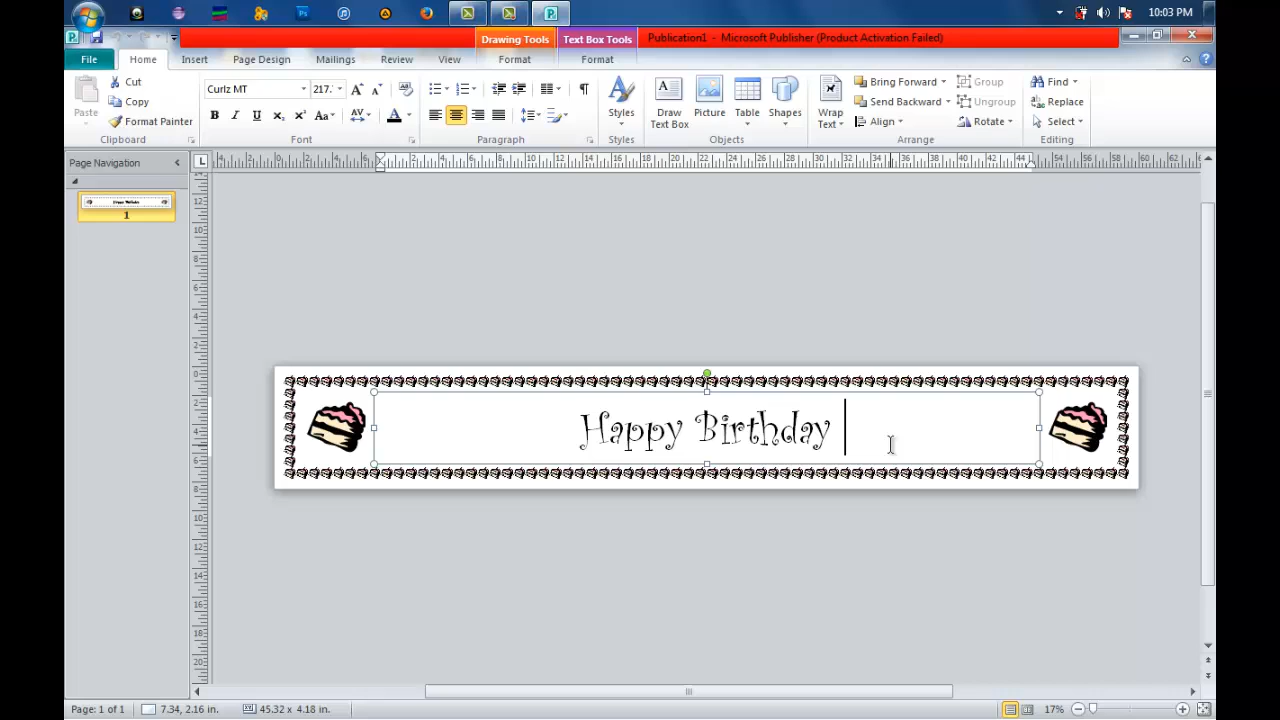 10:03 PM
Publication1 - Microsoft Publisher (Product Activation Failed)
Drawing Tools
Text Box Tools
File Home Insert Page Design Mailings Review View Format Format
Paste
Cut
Copy
Format Painter
Clipboard
Curlz MT 217.
B I U x₂ x² Aa AV A
Font
Paragraph
Styles
Styles
Draw Text Box
Picture
Table
Shapes
Objects
Wrap Text
Bring Forward
Send Backward
Align
Group
Ungroup
Rotate
Arrange
Find
Replace
Select
Editing
Page Navigation
1
Happy Birthday
Page: 1 of 1
7.34, 2.16 in.
45.32 x 4.18 in.
17%